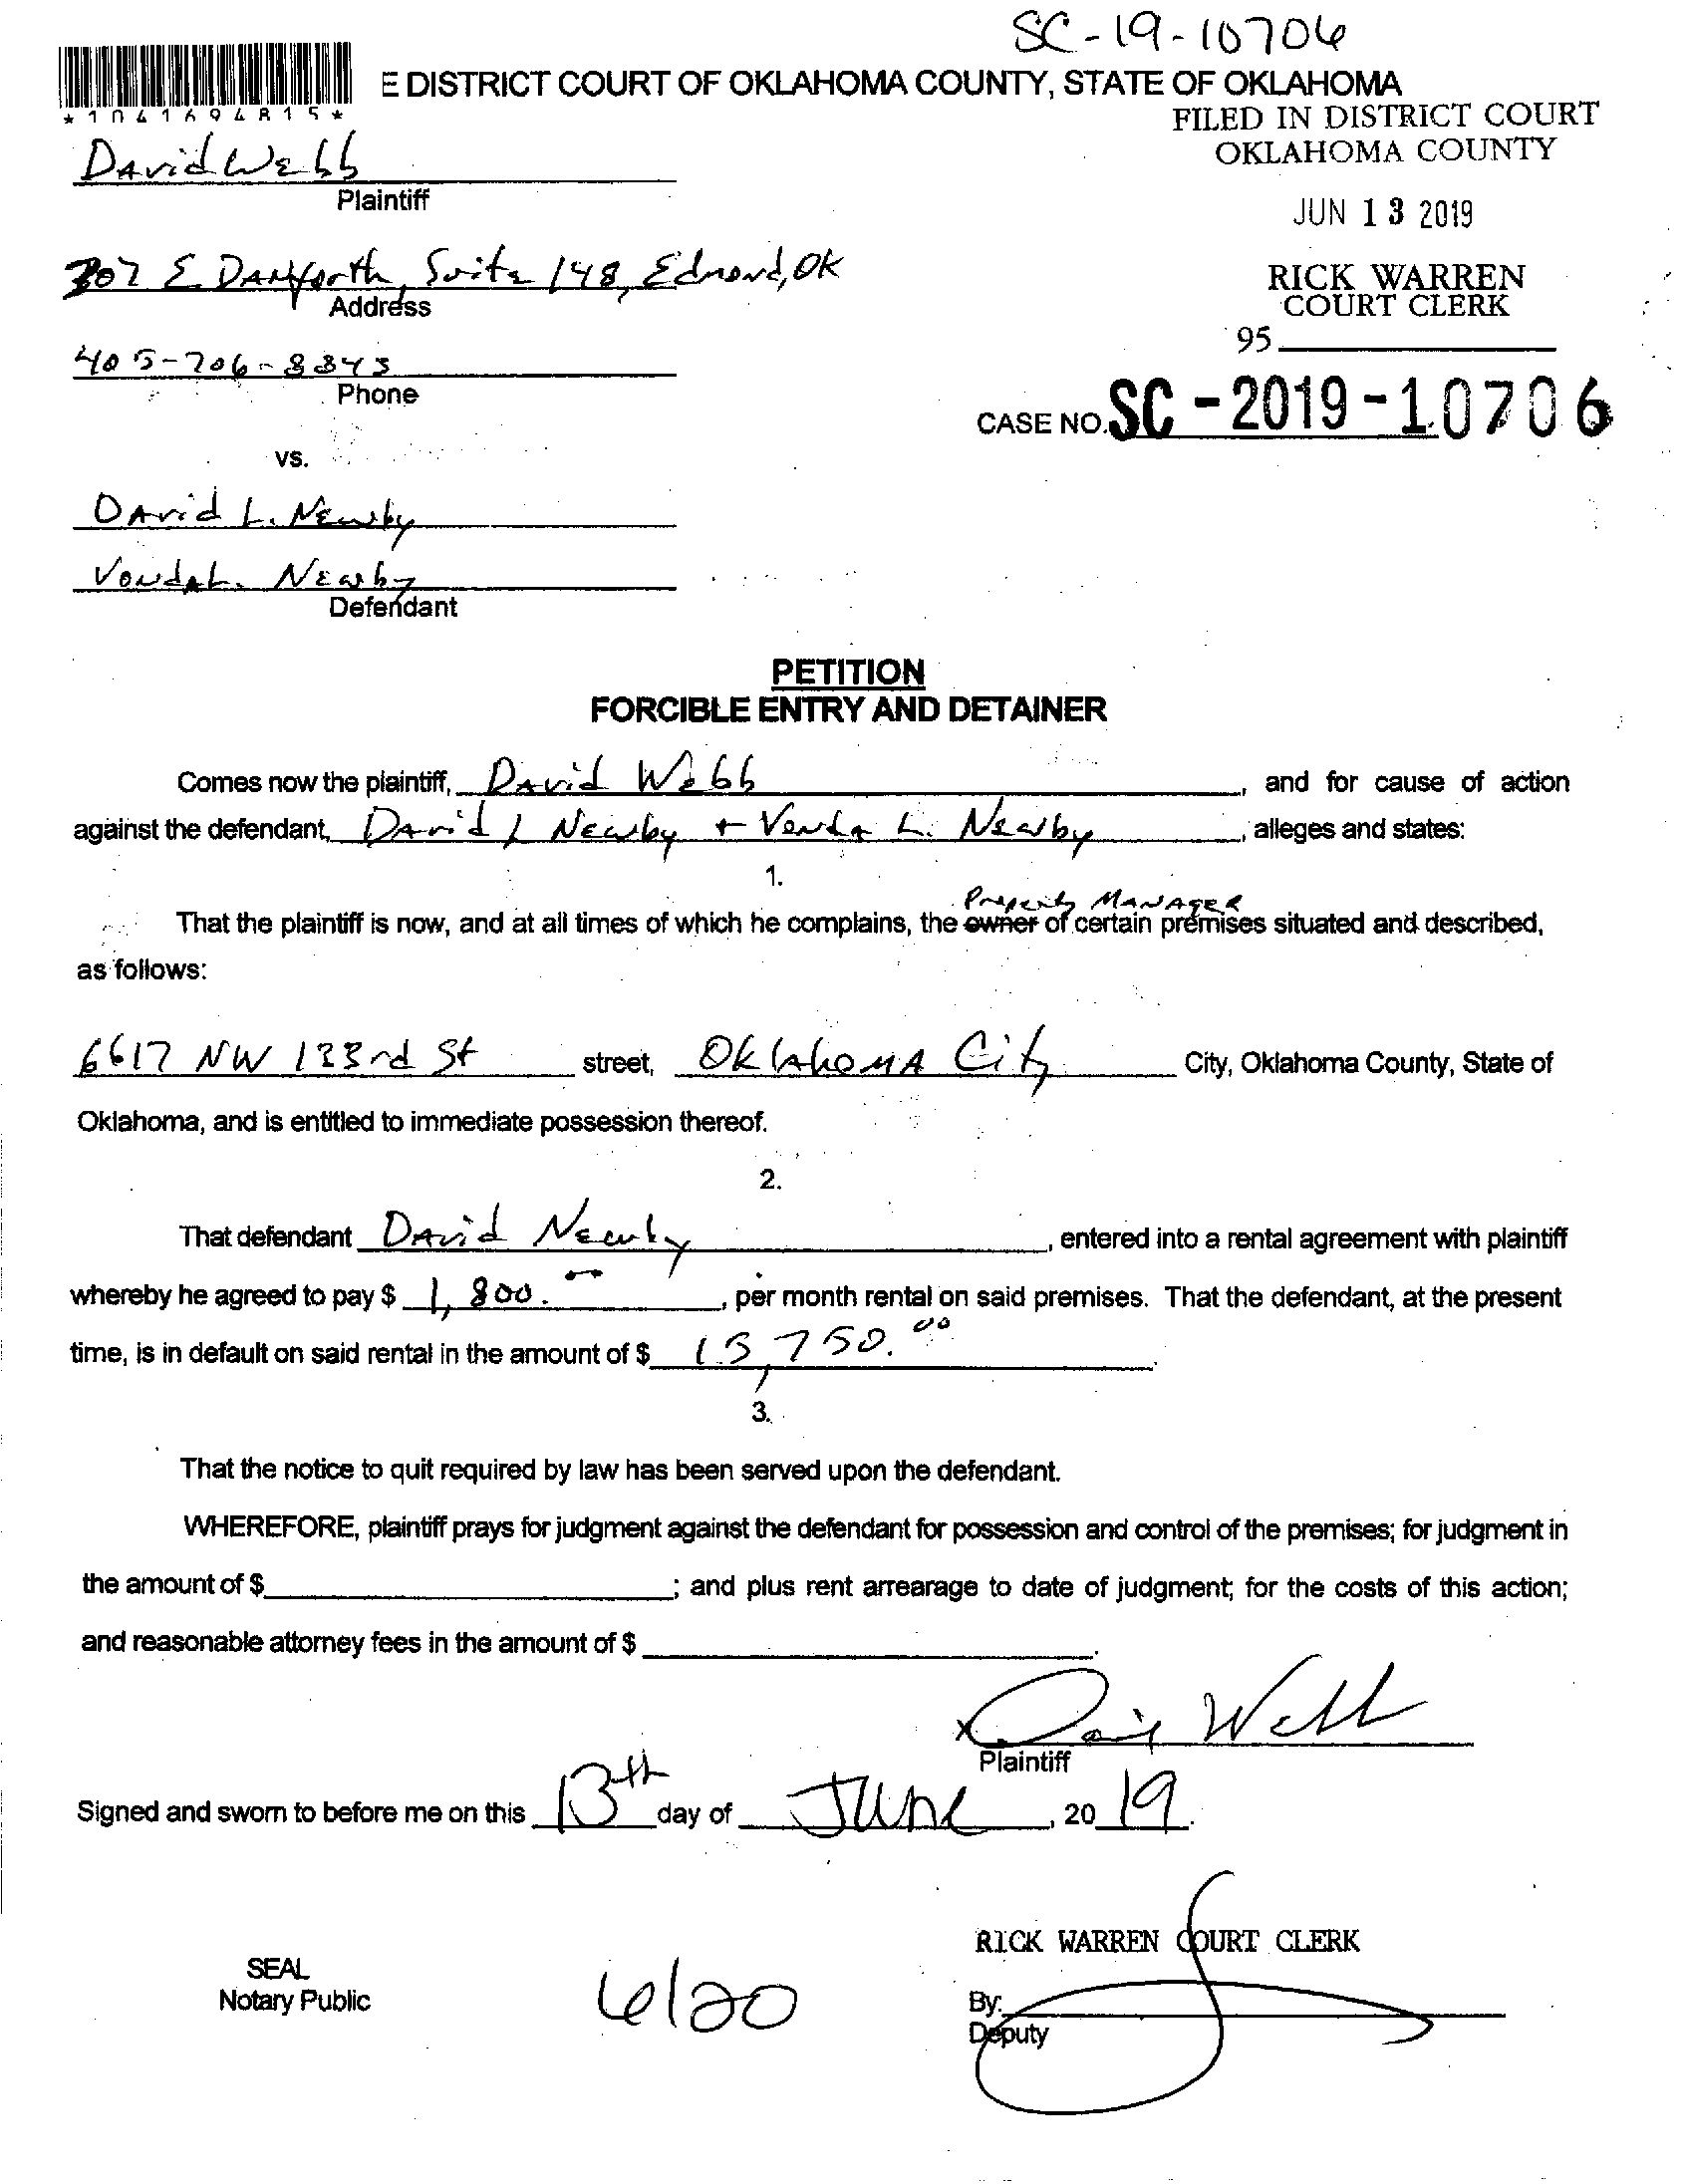 SC-19-10706
E DISTRICT COURT OF OKLAHOMA COUNTY, STATE OF OKLAHOMA
*1041694815*
FILED IN DISTRICT COURT
OKLAHOMA COUNTY
David Webb
Plaintiff
JUN 13 2019
307 E Danforth, Suite 148, Edmond, OK
Address
RICK WARREN
COURT CLERK
95
405-706-8343
Phone
CASE NO. SC-2019-10706
vs.
David L. Newby
Vonda L. Newby
Defendant
PETITION
FORCIBLE ENTRY AND DETAINER
Comes now the plaintiff, David Webb, and for cause of action
against the defendant, David L Newby + Vonda L. Newby, alleges and states:
1.
Property Manager
That the plaintiff is now, and at all times of which he complains, the owner of certain premises situated and described,
as follows:
6617 NW 133rd St street, Oklahoma City City, Oklahoma County, State of
Oklahoma, and is entitled to immediate possession thereof.
2.
That defendant David Newby, entered into a rental agreement with plaintiff
whereby he agreed to pay $ 1,800.00, per month rental on said premises. That the defendant, at the present
time, is in default on said rental in the amount of $ 15,750.00.
3.
That the notice to quit required by law has been served upon the defendant.
WHEREFORE, plaintiff prays for judgment against the defendant for possession and control of the premises; for judgment in
the amount of $ ; and plus rent arrearage to date of judgment; for the costs of this action;
and reasonable attorney fees in the amount of $ .
x David Webb
Plaintiff
Signed and sworn to before me on this 13th day of June, 2019.
RICK WARREN COURT CLERK
SEAL
Notary Public
6/20
By:
Deputy